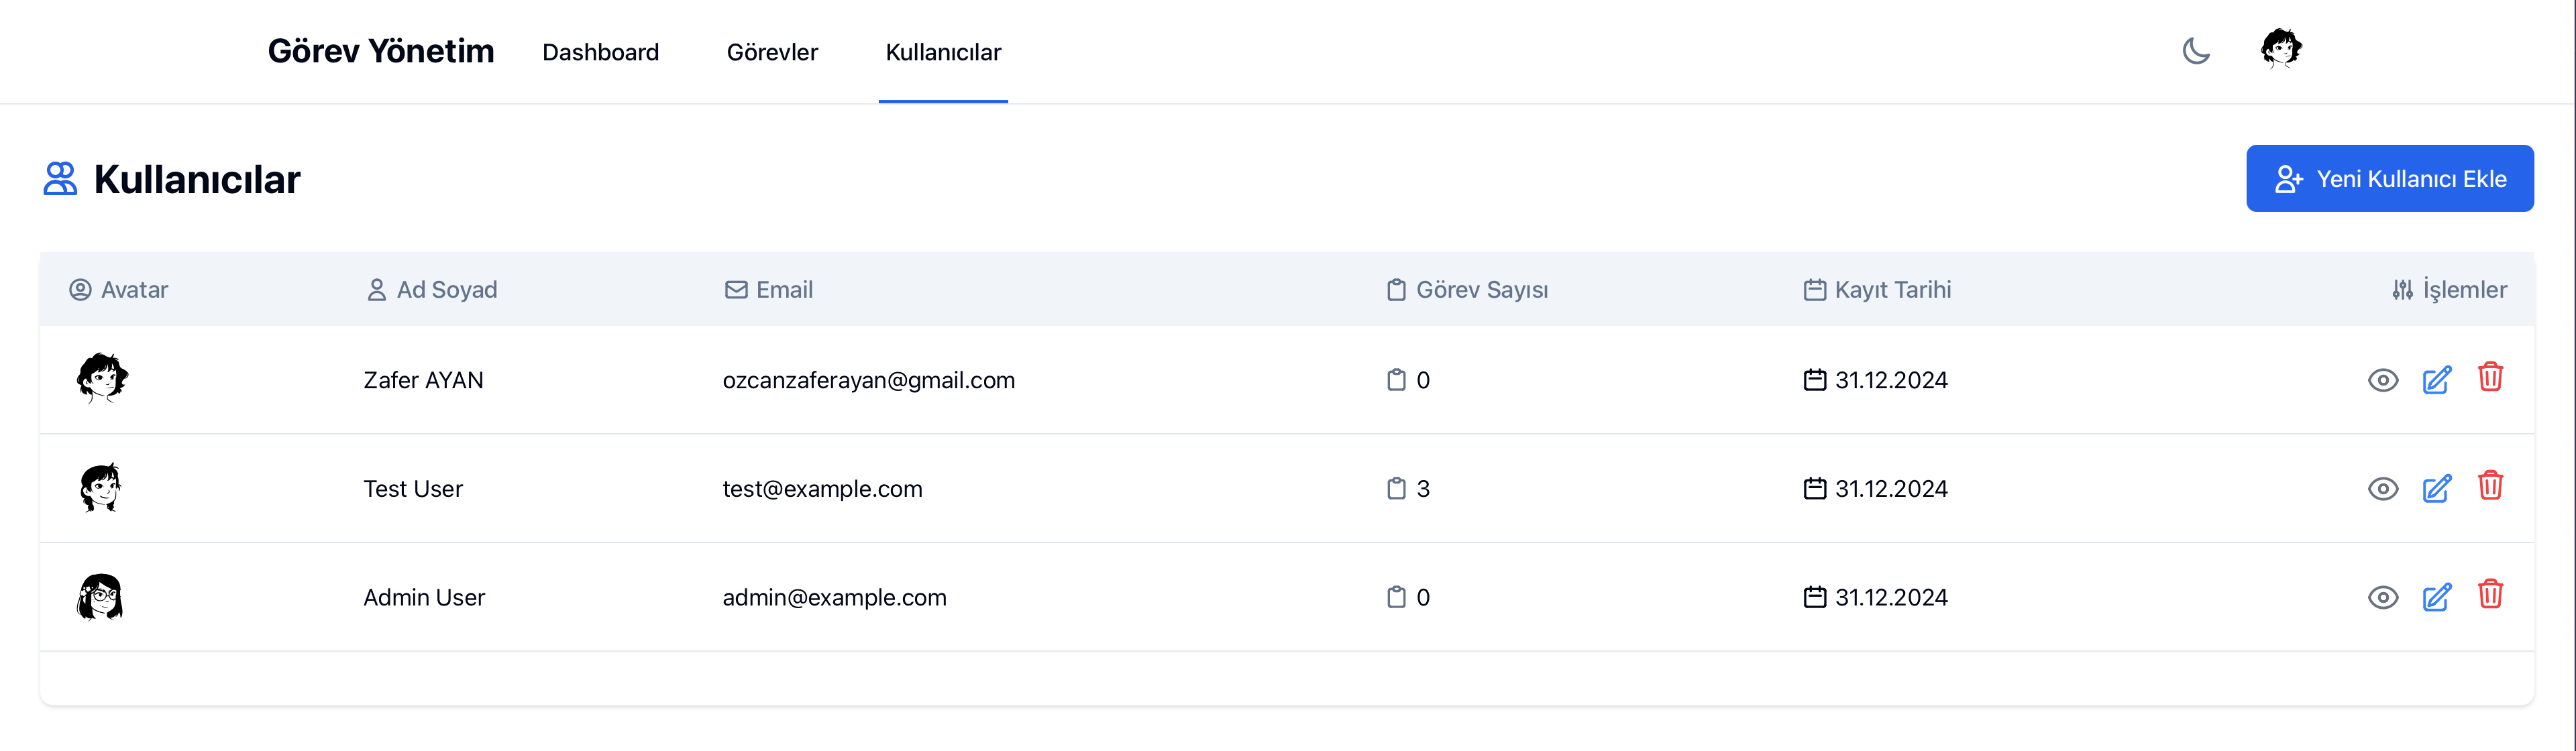 Görev Yönetim Dashboard Görevler Kullanıcılar
Kullanıcılar Yeni Kullanıcı Ekle
Avatar Ad Soyad Email Görev Sayısı Kayıt Tarihi İşlemler
Zafer AYAN ozcanzaferayan@gmail.com 0 31.12.2024
Test User test@example.com 3 31.12.2024
Admin User admin@example.com 0 31.12.2024